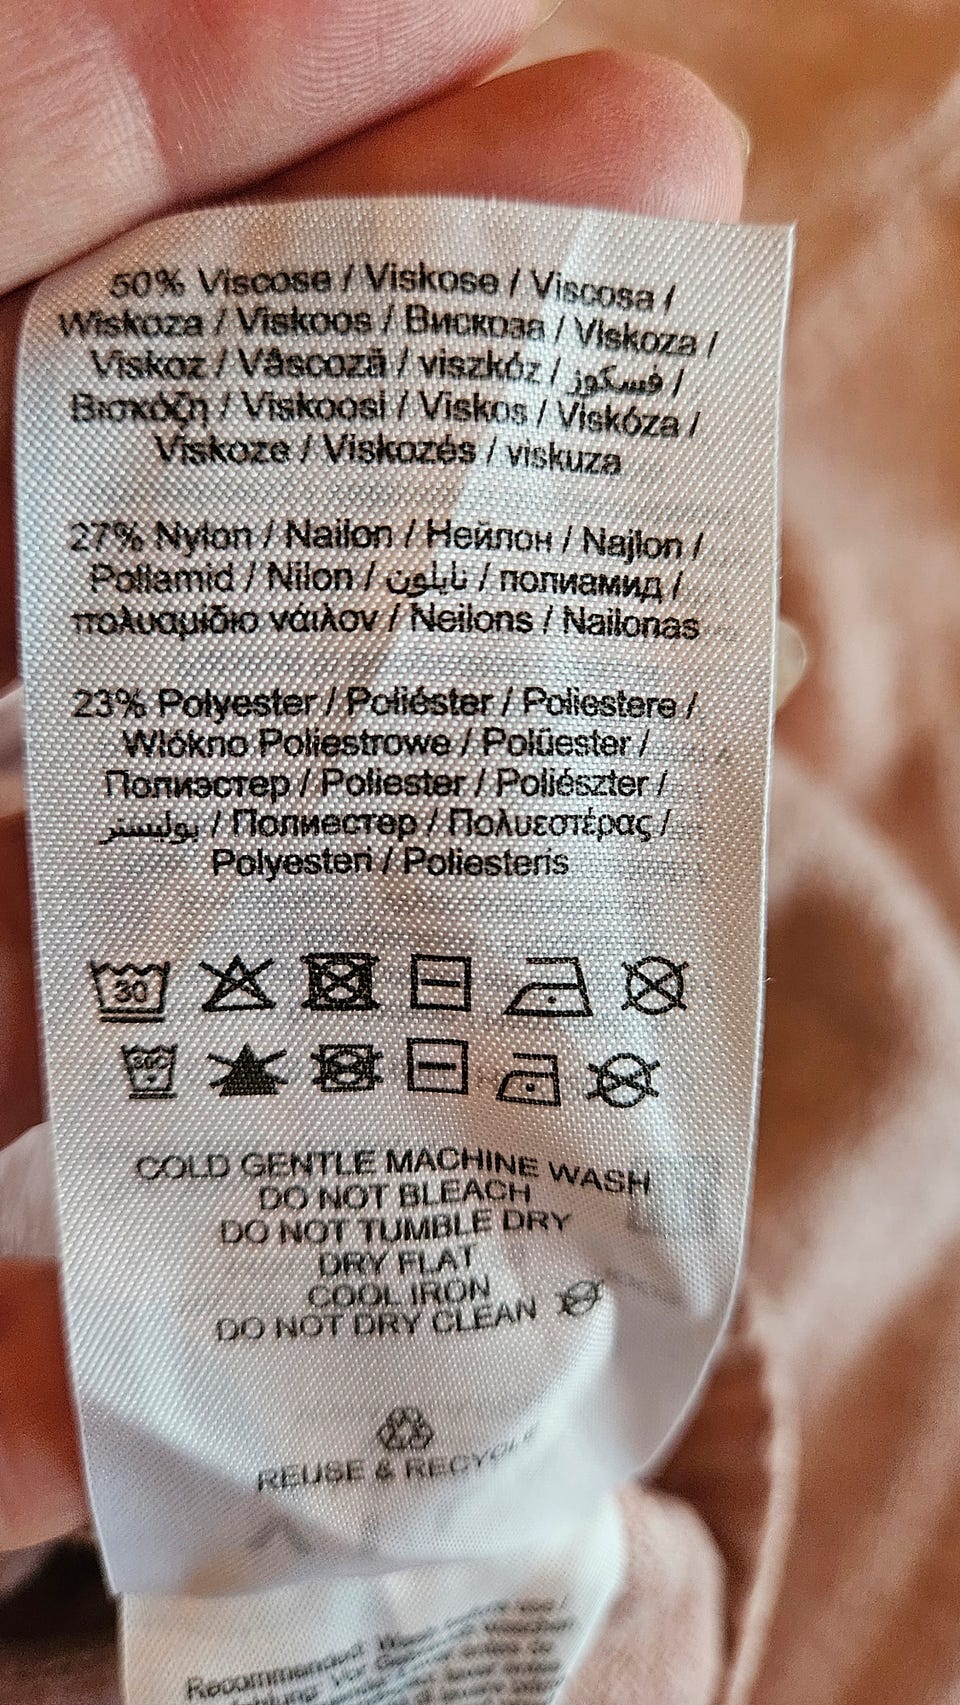 50% Viscose / Viskose / Viscosa /
Wiskoza / Viskoos / Вискоза / Viskoza /
Viskoz / Vâscoză / viszkóz / فسكوز /
Βισκόζη / Viskoosi / Viskos / Viskóza /
Viskoze / Viskozės / viskuza
27% Nylon / Nailon / Нейлон / Najlon /
Poliamid / Nilon / نايلون / полиамид /
πολυαμίδιο νάιλον / Neilons / Nailonas
23% Polyester / Poliéster / Poliestere /
Włókno Poliestrowe / Polüester /
Полиэстер / Poliester / Poliészter /
بوليستر / Полиестер / Πολυεστέρας /
Polyesteri / Poliesteris
30
30C
COLD GENTLE MACHINE WASH
DO NOT BLEACH
DO NOT TUMBLE DRY
DRY FLAT
COOL IRON
DO NOT DRY CLEAN
REUSE & RECYCLE
Recommended